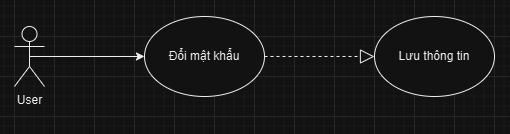 Đổi mật khẩu
Lưu thông tin
User